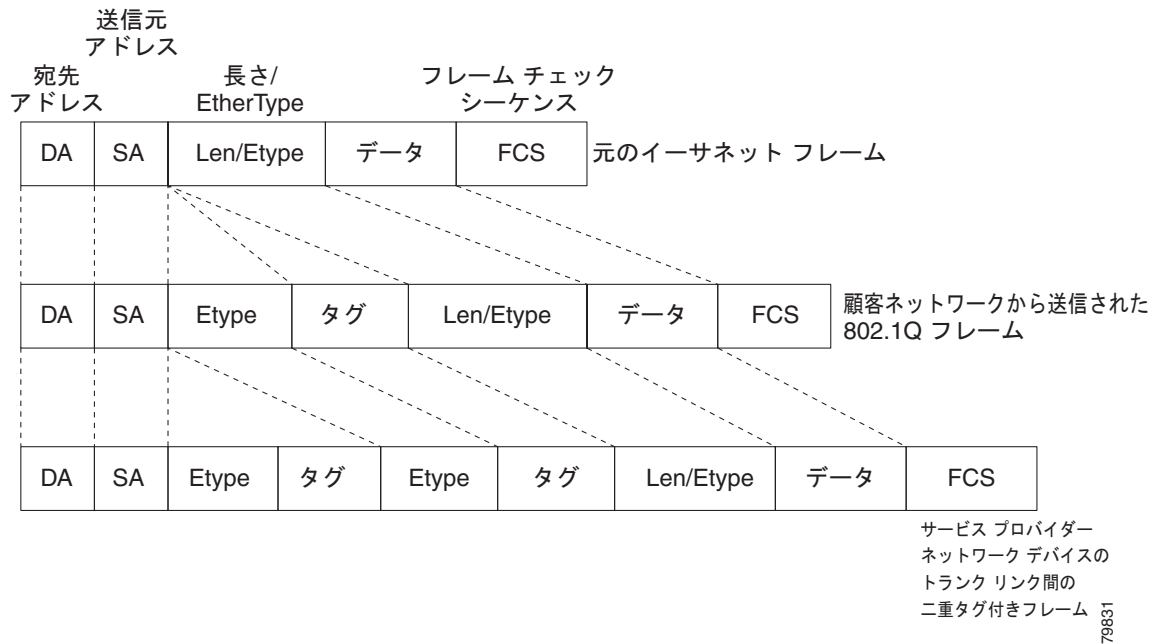 送信元
アドレス
宛先
アドレス
長さ/
EtherType
フレーム チェック
シーケンス
DA SA Len/Etype データ FCS 元のイーサネット フレーム
DA SA Etype タグ Len/Etype データ FCS 顧客ネットワークから送信された
802.1Q フレーム
DA SA Etype タグ Etype タグ Len/Etype データ FCS
サービス プロバイダー
ネットワーク デバイスの
トランク リンク間の
二重タグ付きフレーム
79831